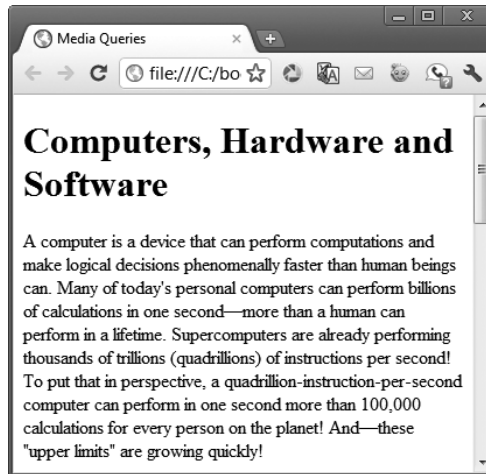 Media Queries
file:///C:/bo
Computers, Hardware and
Software
A computer is a device that can perform computations and
make logical decisions phenomenally faster than human beings
can. Many of today's personal computers can perform billions
of calculations in one second—more than a human can
perform in a lifetime. Supercomputers are already performing
thousands of trillions (quadrillions) of instructions per second!
To put that in perspective, a quadrillion-instruction-per-second
computer can perform in one second more than 100,000
calculations for every person on the planet! And—these
"upper limits" are growing quickly!